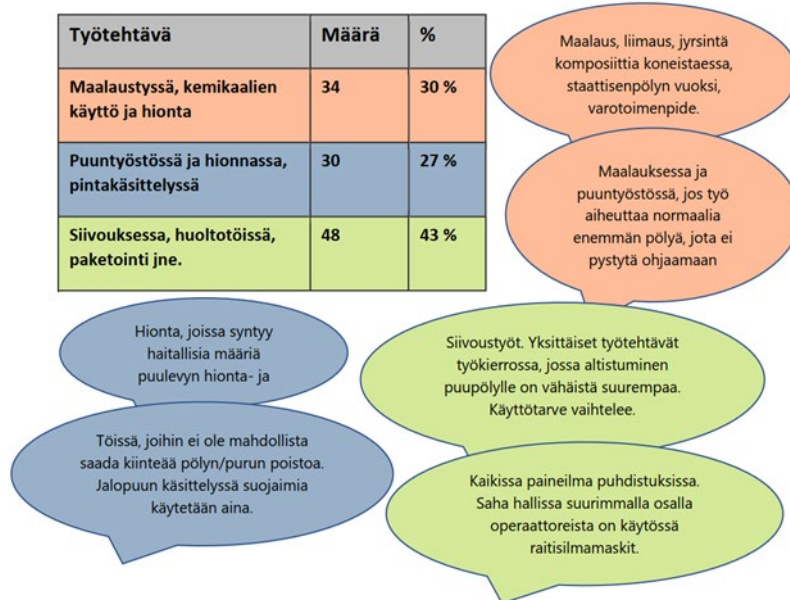 Työtehtävä Määrä %
Maalaustyssä, kemikaalien
käyttö ja hionta 34 30 %
Puuntyöstössä ja hionnassa,
pintakäsittelyssä 30 27 %
Siivouksessa, huoltotöissä,
paketointi jne. 48 43 %
Maalaus, liimaus, jyrsintä
komposiittia koneistaessa,
staattisenpölyn vuoksi,
varotoimenpide.
Maalauksessa ja
puuntyöstössä, jos työ
aiheuttaa normaalia
enemmän pölyä, jota ei
pystytä ohjaamaan
Hionta, joissa syntyy
haitallisia määriä
puulevyn hionta- ja
Siivoustyöt. Yksittäiset työtehtävät
työkierrossa, jossa altistuminen
puupölylle on vähäistä suurempaa.
Käyttötarve vaihtelee.
Töissä, joihin ei ole mahdollista
saada kiinteää pölyn/purun poistoa.
Jalopuun käsittelyssä suojaimia
käytetään aina.
Kaikissa paineilma puhdistuksissa.
Saha hallissa suurimmalla osalla
operaattoreista on käytössä
raitisilmamaskit.